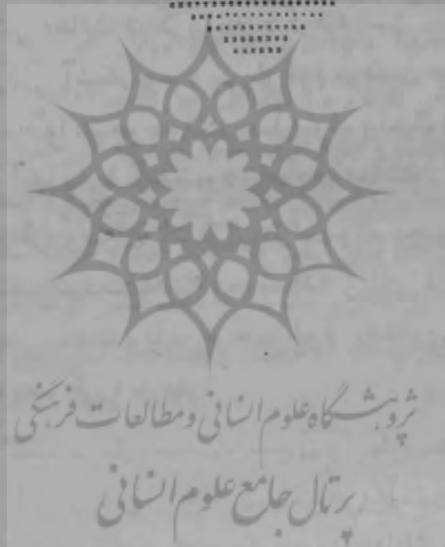 پژوهشگاه علوم انسانی و مطالعات فرهنگی
پرتال جامع علوم انسانی